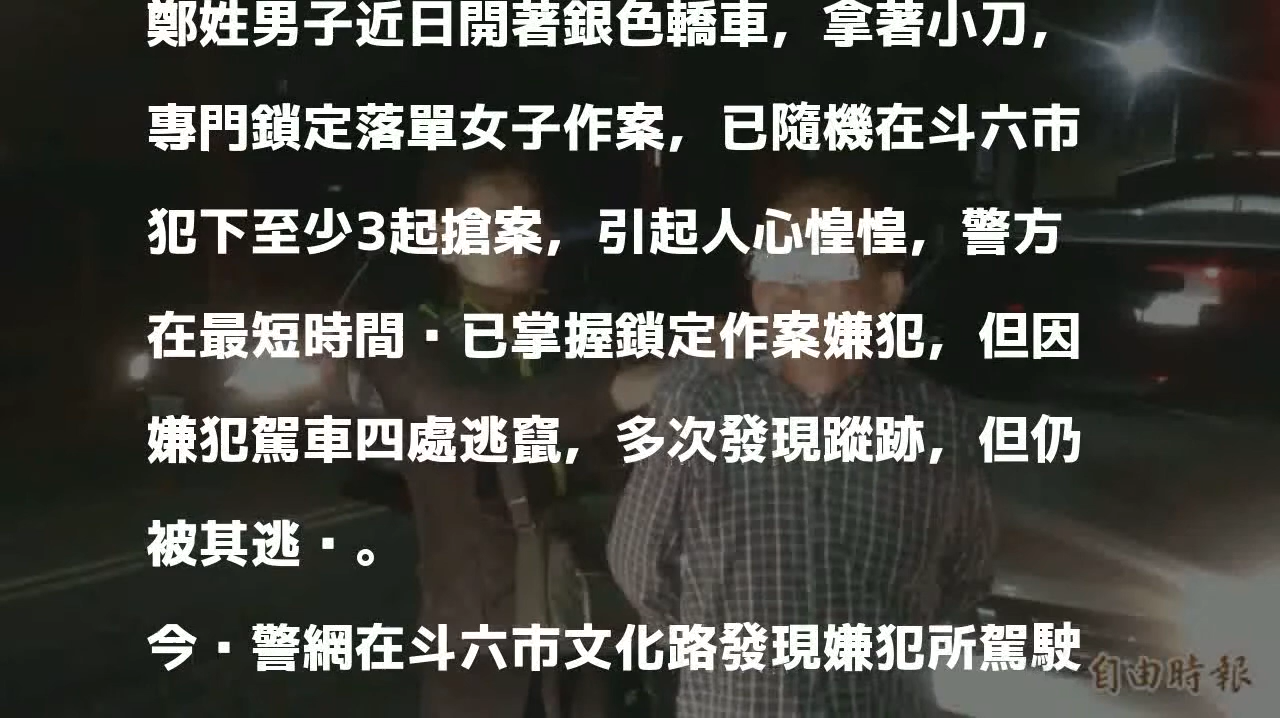 鄭姓男子近日開著銀色轎車，拿著小刀，
專門鎖定落單女子作案，已隨機在斗六市
犯下至少3起搶案，引起人心惶惶，警方
在最短時間▪已掌握鎖定作案嫌犯，但因
嫌犯駕車四處逃竄，多次發現蹤跡，但仍
被其逃▪。
今▪警網在斗六市文化路發現嫌犯所駕駛
自由時報